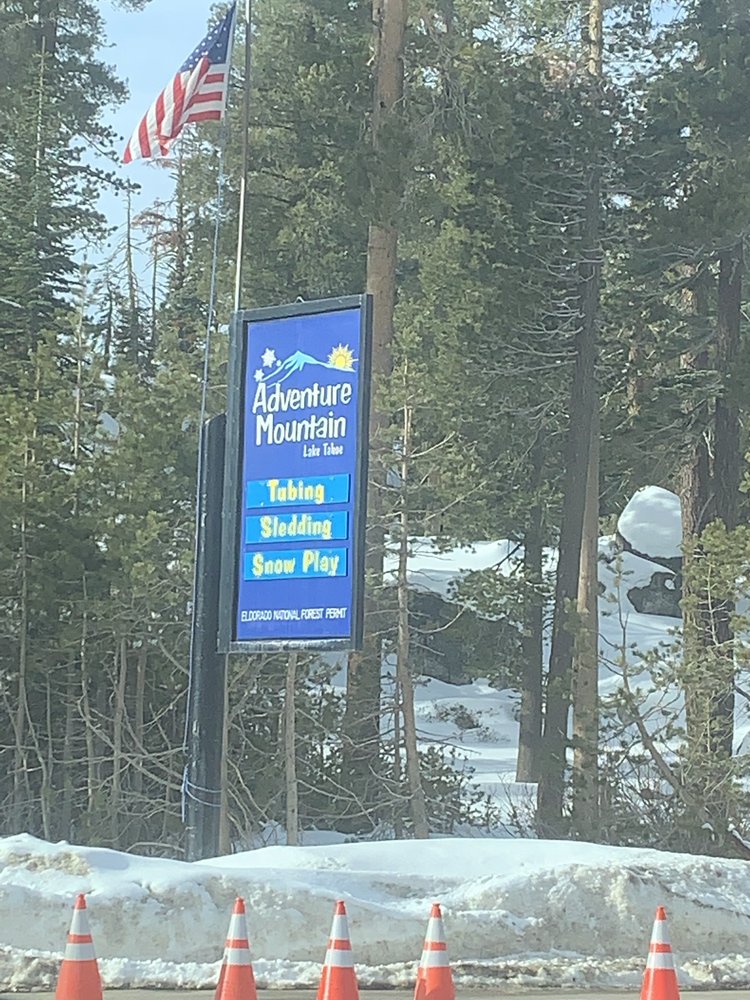 Adventure
Mountain
Lake Tahoe
Tubing
Sledding
Snow Play
ELDORADO NATIONAL FOREST PERMIT